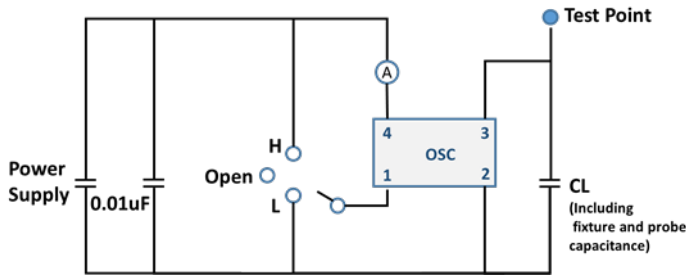 Test Point
A
4
3
H
OSC
Open
1
2
Power
Supply
0.01uF
L
CL
(Including
fixture and probe
capacitance)